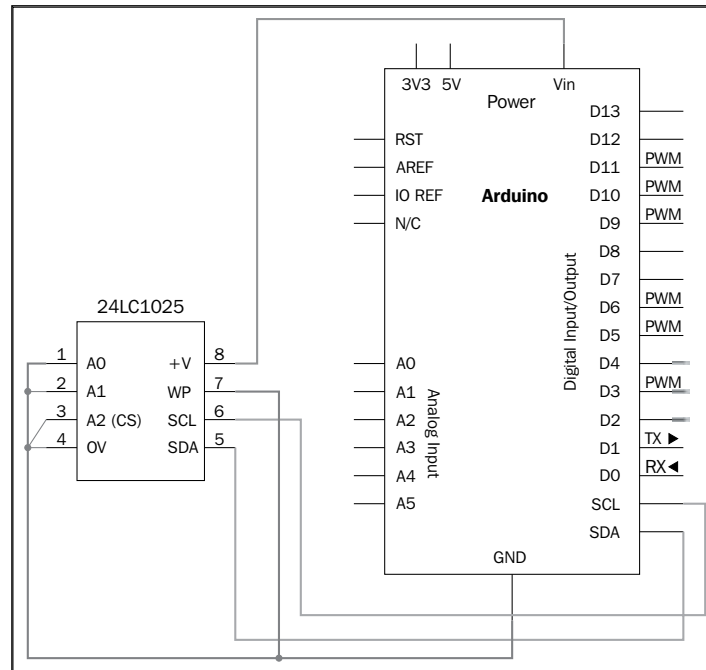 3V3 5V Vin
Power
D13
RST D12
AREF D11 PWM
IO REF Arduino D10 PWM
N/C D9 PWM
D8
D7
Digital Input/Output
24LC1025
D6 PWM
D5 PWM
1 A0 +V 8
A0 D4
2 A1 WP 7
A1 D3 PWM
3 A2 (CS) SCL 6
A2 D2
4 0V SDA 5
A3 D1 TX ►
Analog Input
A4 D0 RX◄
A5 SCL
SDA
GND